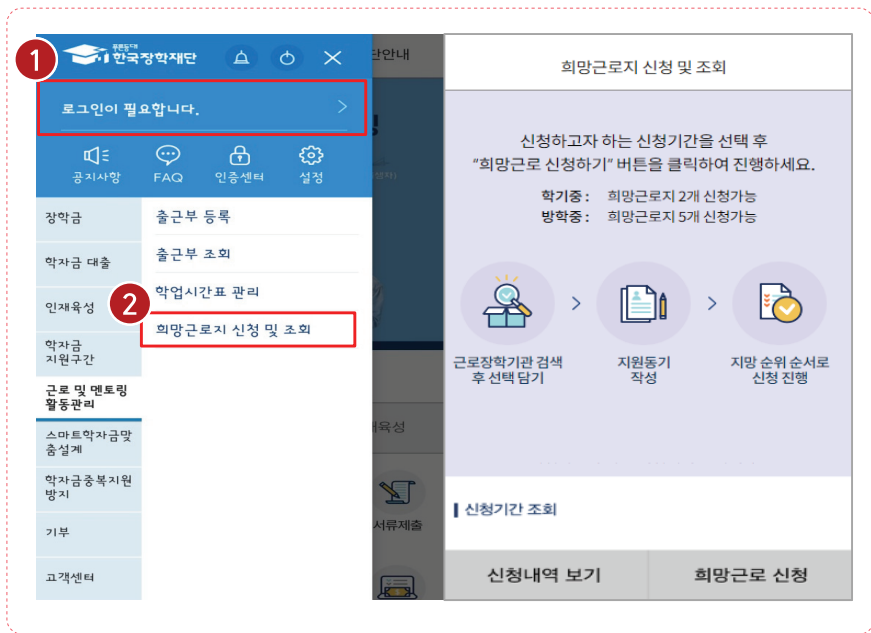 1
푸른등대
한국장학재단
로그인이 필요합니다.
공지사항
FAQ
인증센터
설정
장학금
학자금 대출
인재육성
학자금
지원구간
근로 및 멘토링
활동관리
스마트학자금맞
춤설계
학자금중복지원
방지
기부
고객센터
출근부 등록
출근부 조회
학업시간표 관리
2
희망근로지 신청 및 조회
단안내
육성
서류제출
희망근로지 신청 및 조회
신청하고자 하는 신청기간을 선택 후
"희망근로 신청하기" 버튼을 클릭하여 진행하세요.
학기중 : 희망근로지 2개 신청가능
방학중 : 희망근로지 5개 신청가능
근로장학기관 검색
후 선택 담기
지원동기
작성
지망 순위 순서로
신청 진행
신청기간 조회
신청내역 보기
희망근로 신청